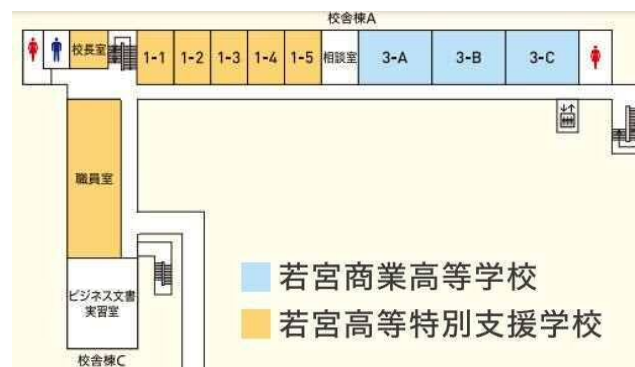 校舎棟A
校長室
1-1
1-2
1-3
1-4
1-5
相談室
3-A
3-B
3-C
職員室
ビジネス文書
実習室
校舎棟C
若宮商業高等学校
若宮高等特別支援学校